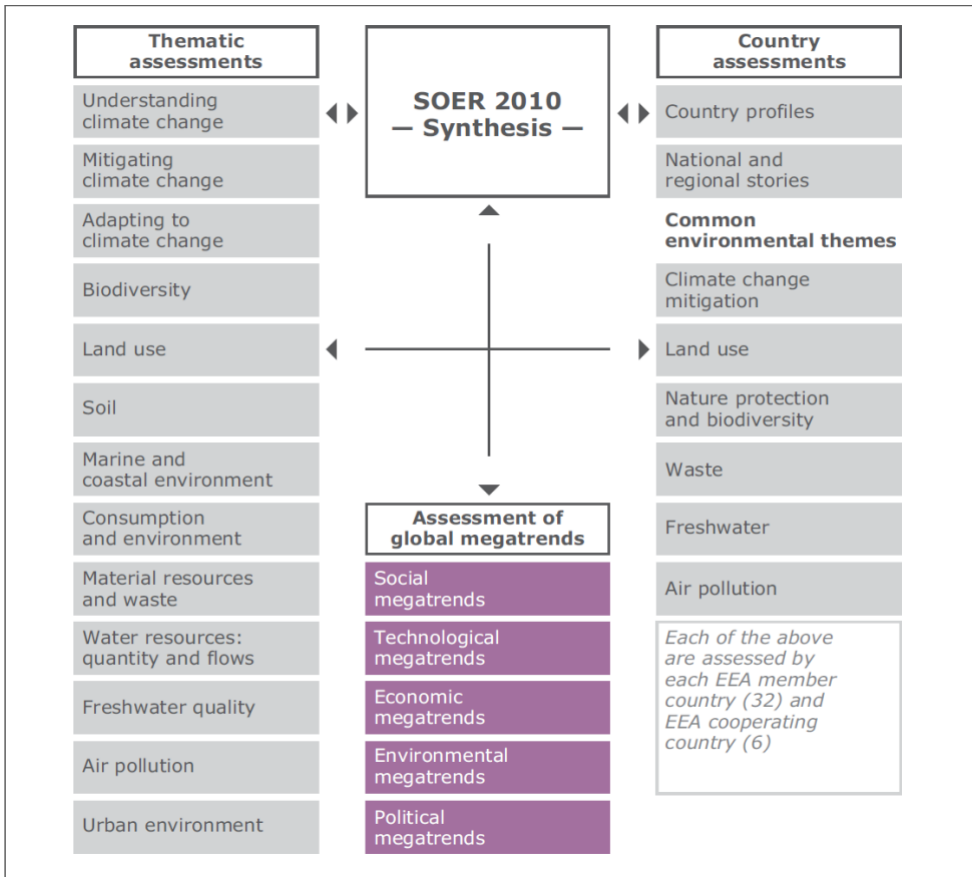 Thematic
assessments
Understanding
climate change
Mitigating
climate change
Adapting to
climate change
Biodiversity
Land use
Soil
Marine and
coastal environment
Consumption
and environment
Material resources
and waste
Water resources:
quantity and flows
Freshwater quality
Air pollution
Urban environment
SOER 2010
— Synthesis —
Assessment of
global megatrends
Social
megatrends
Technological
megatrends
Economic
megatrends
Environmental
megatrends
Political
megatrends
Country
assessments
Country profiles
National and
regional stories
Common
environmental themes
Climate change
mitigation
Land use
Nature protection
and biodiversity
Waste
Freshwater
Air pollution
Each of the above
are assessed by
each EEA member
country (32) and
EEA cooperating
country (6)